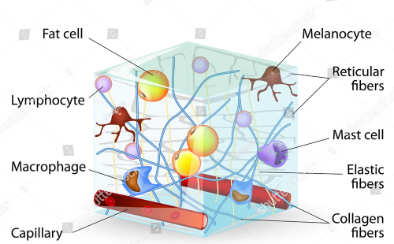 Fat cell
Melanocyte
Reticular
fibers
Lymphocyte
Mast cell
Macrophage
Elastic
fibers
Collagen
fibers
Capillary